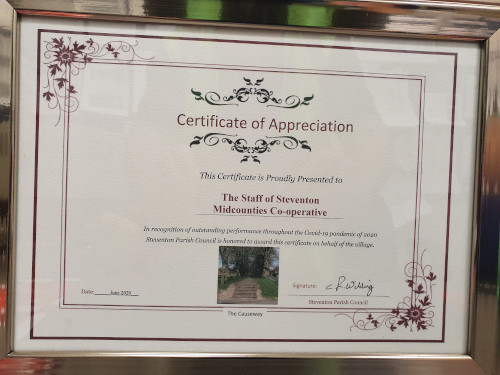 Certificate of Appreciation
This Certificate is Proudly Presented to
The Staff of Steventon
Midcounties Co-operative
In recognition of outstanding performance throughout the Covid-19 pandemic of 2020
Steventon Parish Council is honored to award this certificate on behalf of the village.
Date: June 2020
Signature:
Steventon Parish Council
The Causeway